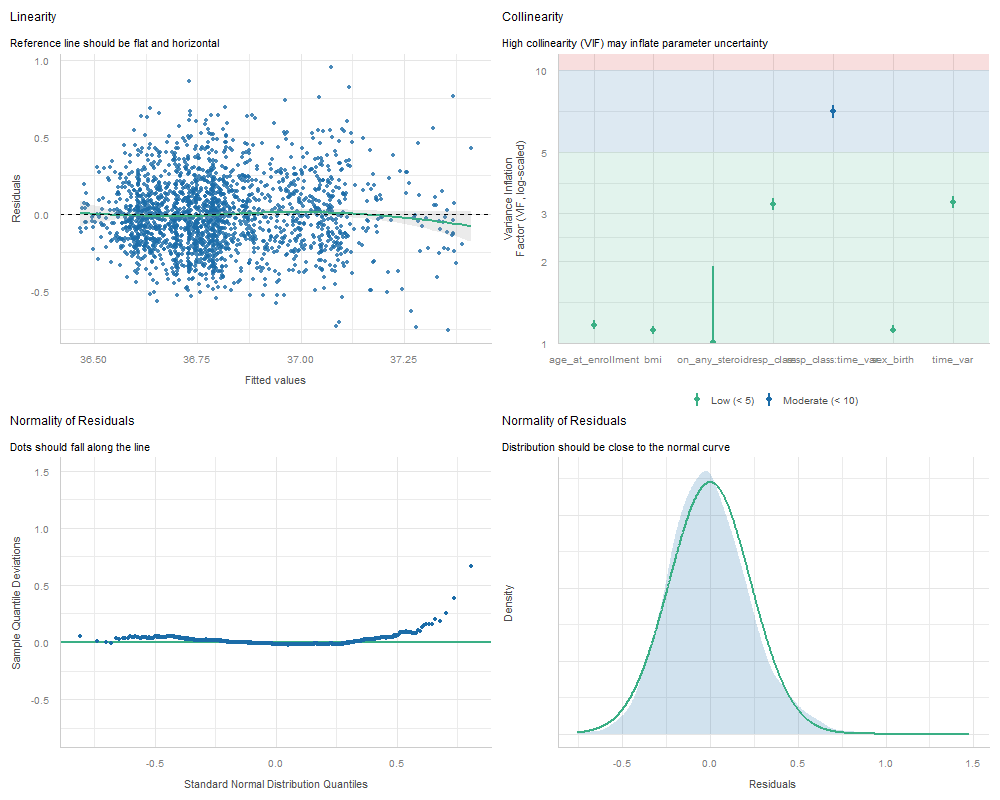 Linearity
Reference line should be flat and horizontal
1.0
0.5
0.0
-0.5
Residuals
36.50 36.75 37.00 37.25
Fitted values
Collinearity
High collinearity (VIF) may inflate parameter uncertainty
10
5
3
2
1
Variance Inflation
Factor (VIF, log-scaled)
age_at_enrollment bmi on_any_steroid resp_class resp_class:time_var sex_birth time_var
Low (< 5) Moderate (< 10)
Normality of Residuals
Dots should fall along the line
1.5
1.0
0.5
0.0
-0.5
Sample Quantile Deviations
-0.5 0.0 0.5
Standard Normal Distribution Quantiles
Normality of Residuals
Distribution should be close to the normal curve
Density
-0.5 0.0 0.5 1.0 1.5
Residuals